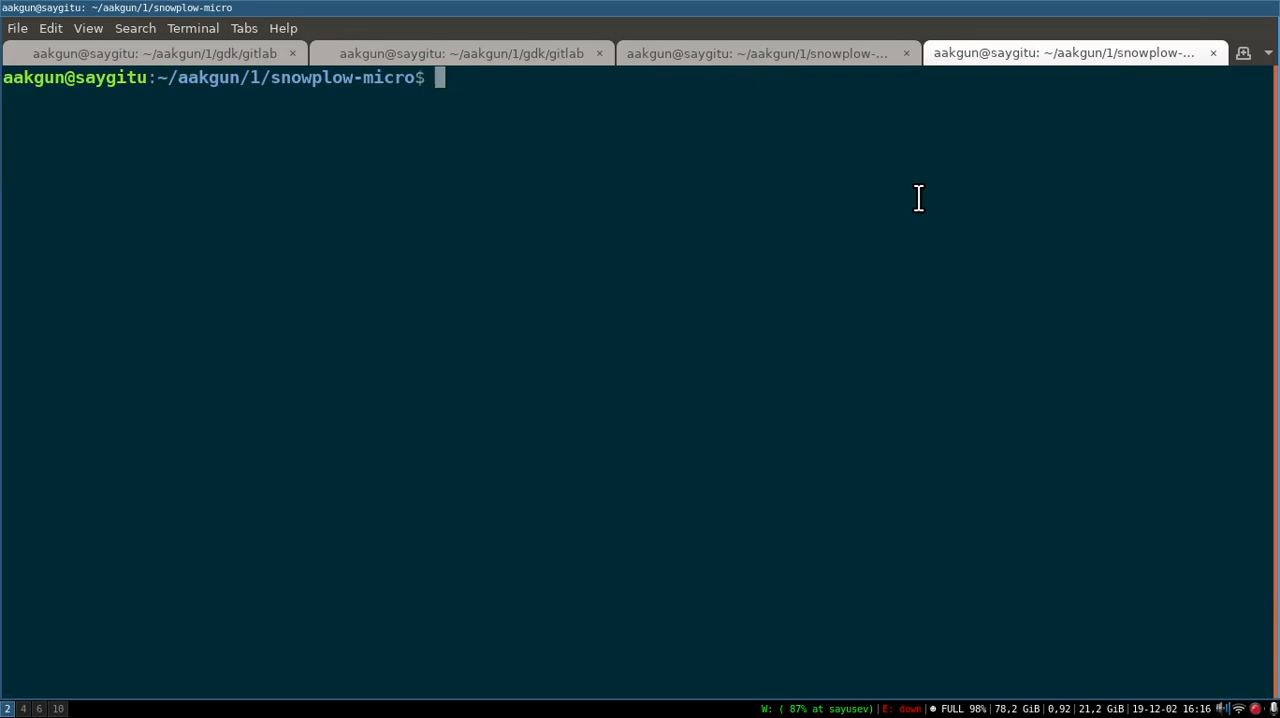 aakgun@saygitu: ~/aakgun/1/snowplow-micro
File Edit View Search Terminal Tabs Help
aakgun@saygitu: ~/aakgun/1/gdk/gitlab × aakgun@saygitu: ~/aakgun/1/gdk/gitlab × aakgun@saygitu: ~/aakgun/1/snowplow-... × aakgun@saygitu: ~/aakgun/1/snowplow-... ×
aakgun@saygitu:~/aakgun/1/snowplow-micro$
2 4 6 10 W: ( 87% at sayusev)|E: down|☻ FULL 98%|78,2 GiB|0,92|21,2 GiB|19-12-02 16:16